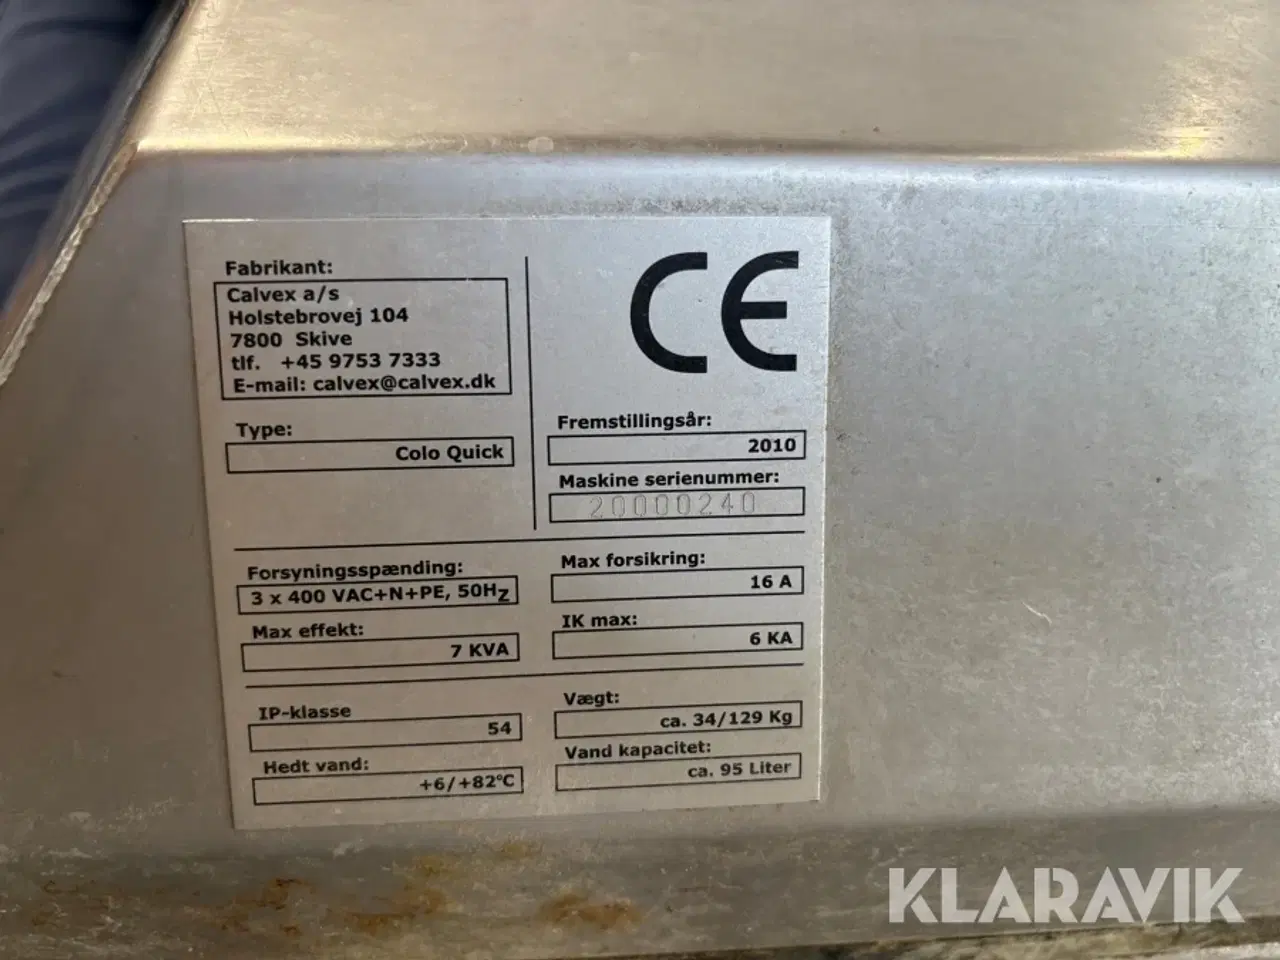 Fabrikant:
Calvex a/s
Holstebrovej 104
7800 Skive
tlf. +45 9753 7333
E-mail: calvex@calvex.dk
Type:
Colo Quick
CE
Fremstillingsår:
2010
Maskine serienummer:
20000240
Forsyningsspænding:
3 x 400 VAC+N+PE, 50Hz
Max effekt:
7 KVA
Max forsikring:
16 A
IK max:
6 KA
IP-klasse
54
Hedt vand:
+6/+82°C
Vægt:
ca. 34/129 Kg
Vand kapacitet:
ca. 95 Liter
KLARAVIK